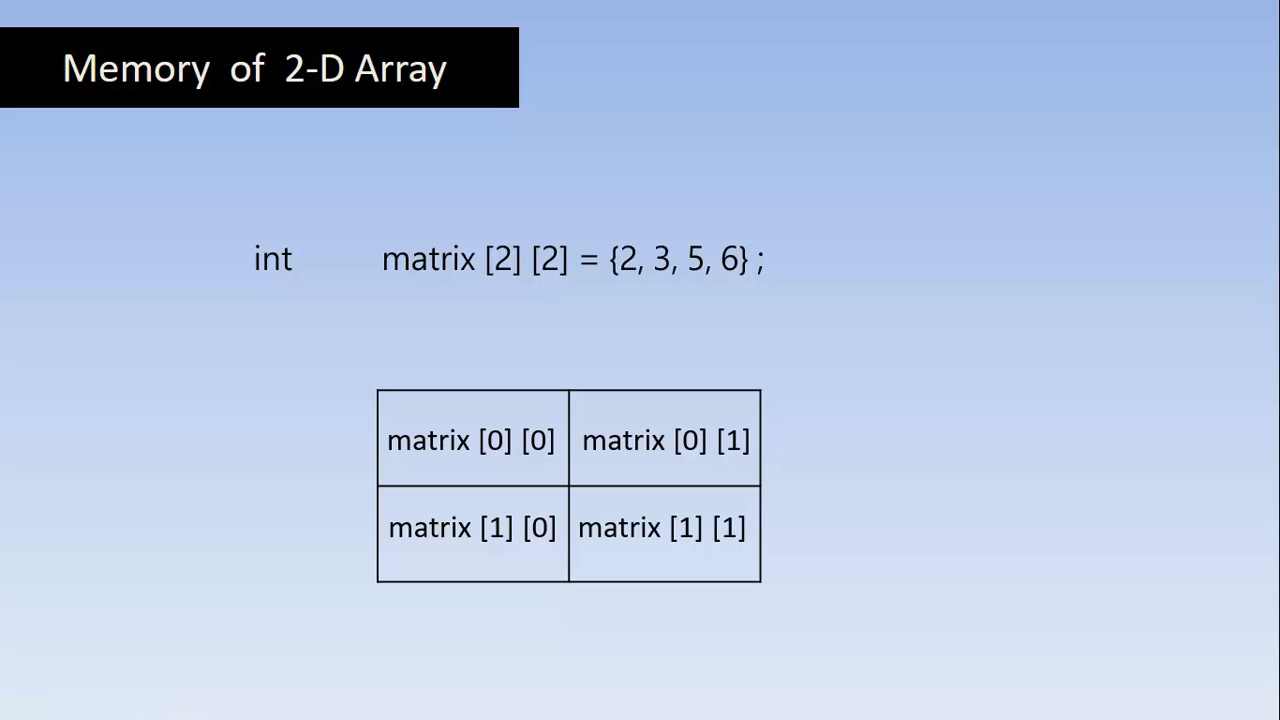 Memory of 2-D Array
int matrix [2] [2] = {2, 3, 5, 6} ;
matrix [0] [0] matrix [0] [1]
matrix [1] [0] matrix [1] [1]